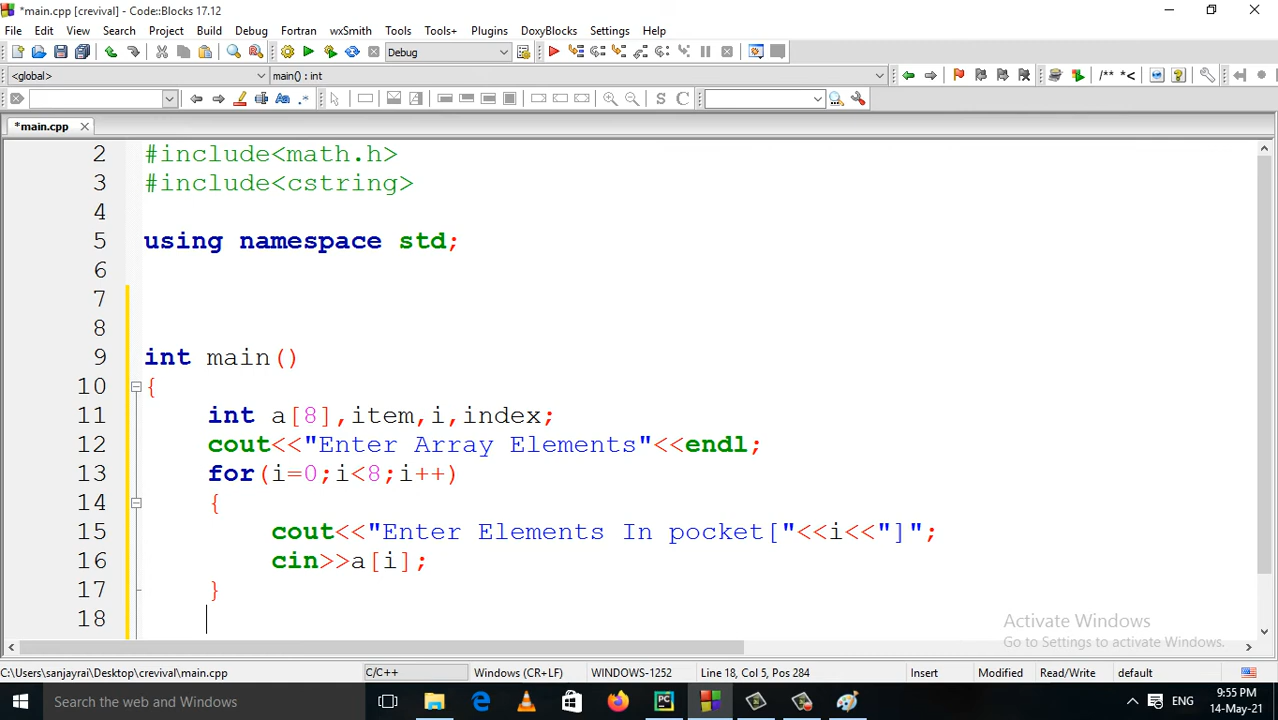 *main.cpp [crevival] - Code::Blocks 17.12
File Edit View Search Project Build Debug Fortran wxSmith Tools Tools+ Plugins DoxyBlocks Settings Help
Debug
<global> main() : int /** *<
Aa .* S C
*main.cpp
2 #include<math.h>
3 #include<cstring>
4
5 using namespace std;
6
7
8
9 int main()
10 {
11 int a[8],item,i,index;
12 cout<<"Enter Array Elements"<<endl;
13 for(i=0;i<8;i++)
14 {
15 cout<<"Enter Elements In pocket["<<i<<"]";
16 cin>>a[i];
17 }
18
Activate Windows
Go to Settings to activate Windows.
C:\Users\sanjayrai\Desktop\crevival\main.cpp C/C++ Windows (CR+LF) WINDOWS-1252 Line 18, Col 5, Pos 284 Insert Modified Read/Write default
Search the web and Windows PC ENG 9:55 PM
14-May-21